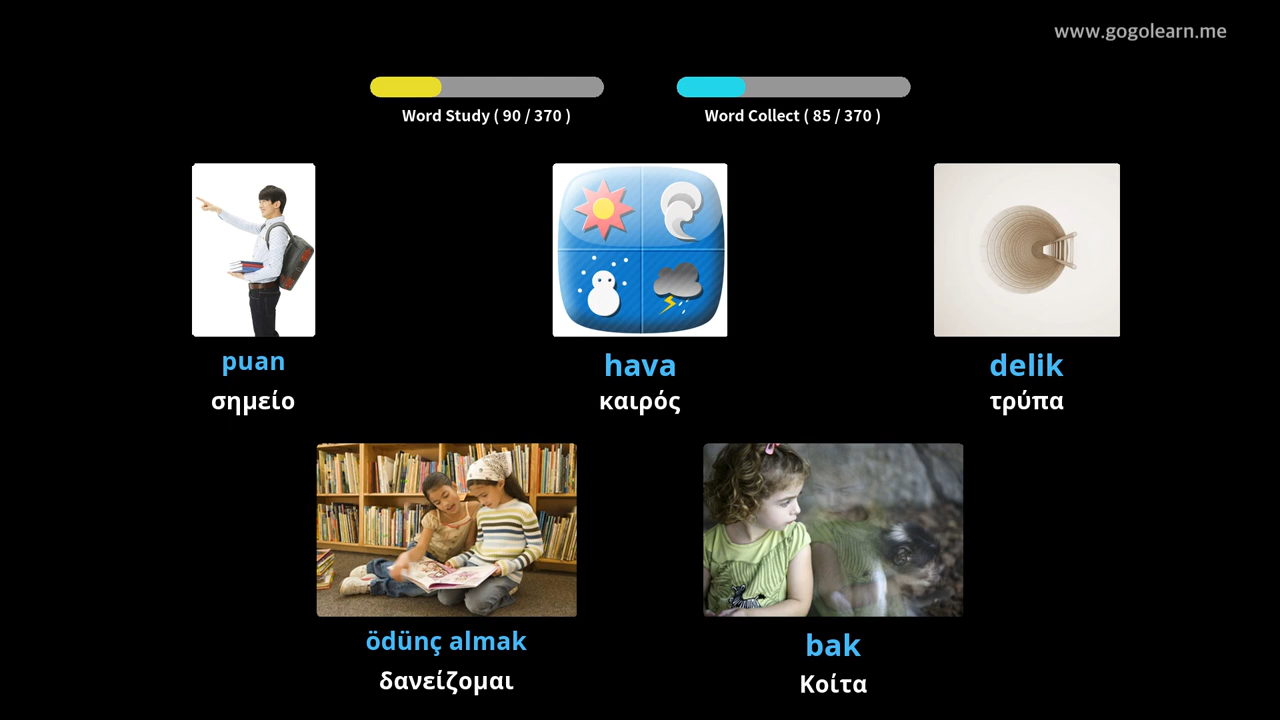 www.gogolearn.me
Word Study ( 90 / 370 )
Word Collect ( 85 / 370 )
puan
σημείο
hava
καιρός
delik
τρύπα
ödünç almak
δανείζομαι
bak
Κοίτα